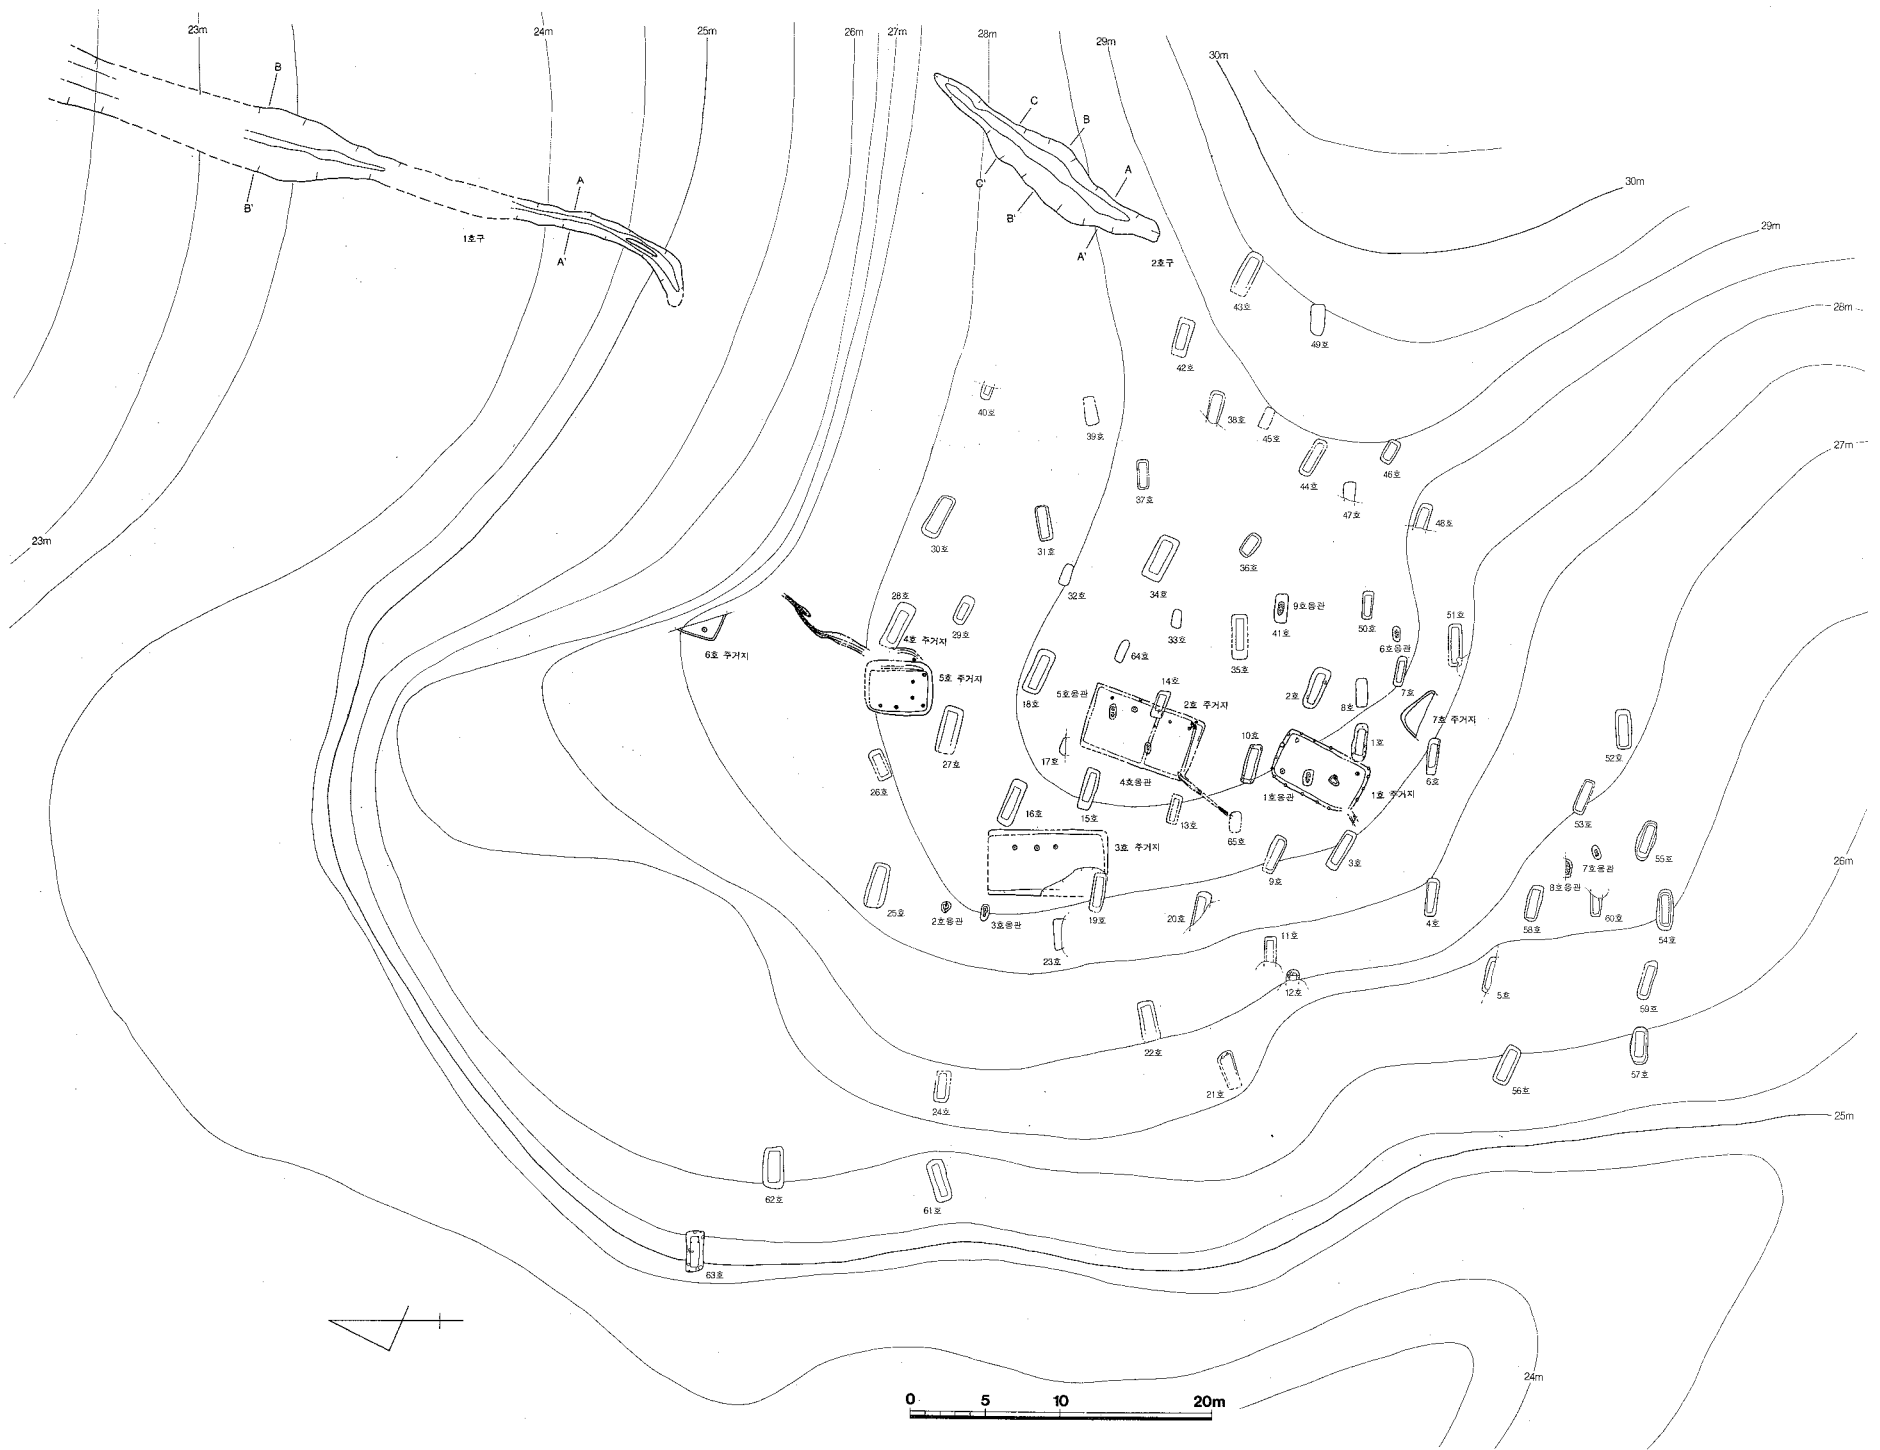 23m
24m
25m
26m
27m
28m
29m
30m
B
B'
A
A'
1호구
C
B
A
C'
B'
A'
2호구
30m
29m
28m
27m
26m
25m
24m
23m
43호
49호
42호
40호
39호
38호
45호
44호
46호
47호
48호
37호
30호
31호
36호
32호
34호
28호
29호
9호옹관
41호
50호
51호
33호
6호옹관
4호 주거지
6호 주거지
64호
35호
5호 주거지
18호
5호옹관
14호
2호 주거지
2호
8호
7호
7호 주거지
52호
27호
17호
10호
1호
6호
26호
4호옹관
1호옹관
1호 주거지
53호
16호
15호
13호
65호
3호 주거지
9호
3호
7호옹관
55호
8호옹관
25호
2호옹관
3호옹관
19호
20호
4호
58호
60호
54호
23호
11호
12호
5호
59호
22호
57호
24호
21호
56호
62호
61호
63호
0 5 10 20m